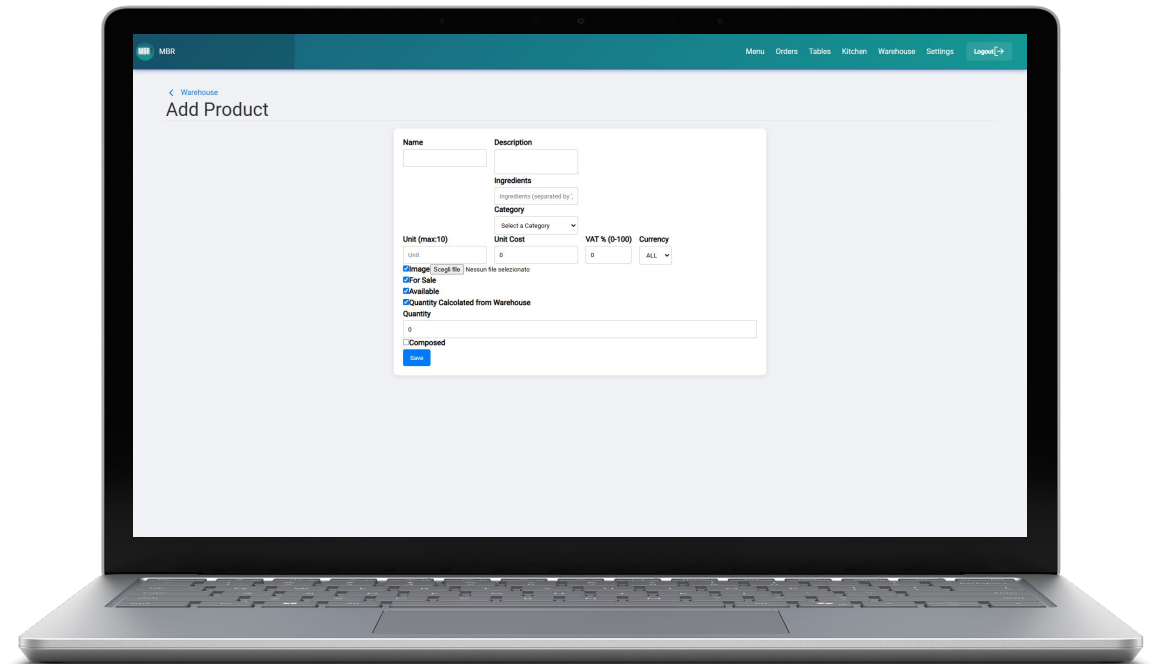 MBR MBR Menu Orders Tables Kitchen Warehouse Settings Logout
Warehouse
Add Product
Name Description
Ingredients
Ingredients (separated by ',
Category
Select a Category
Unit (max:10) Unit Cost VAT % (0-100) Currency
Unit 0 0 ALL
Image Scegli file Nessun file selezionato
For Sale
Available
Quantity Calcolated from Warehouse
Quantity
0
Composed
Save